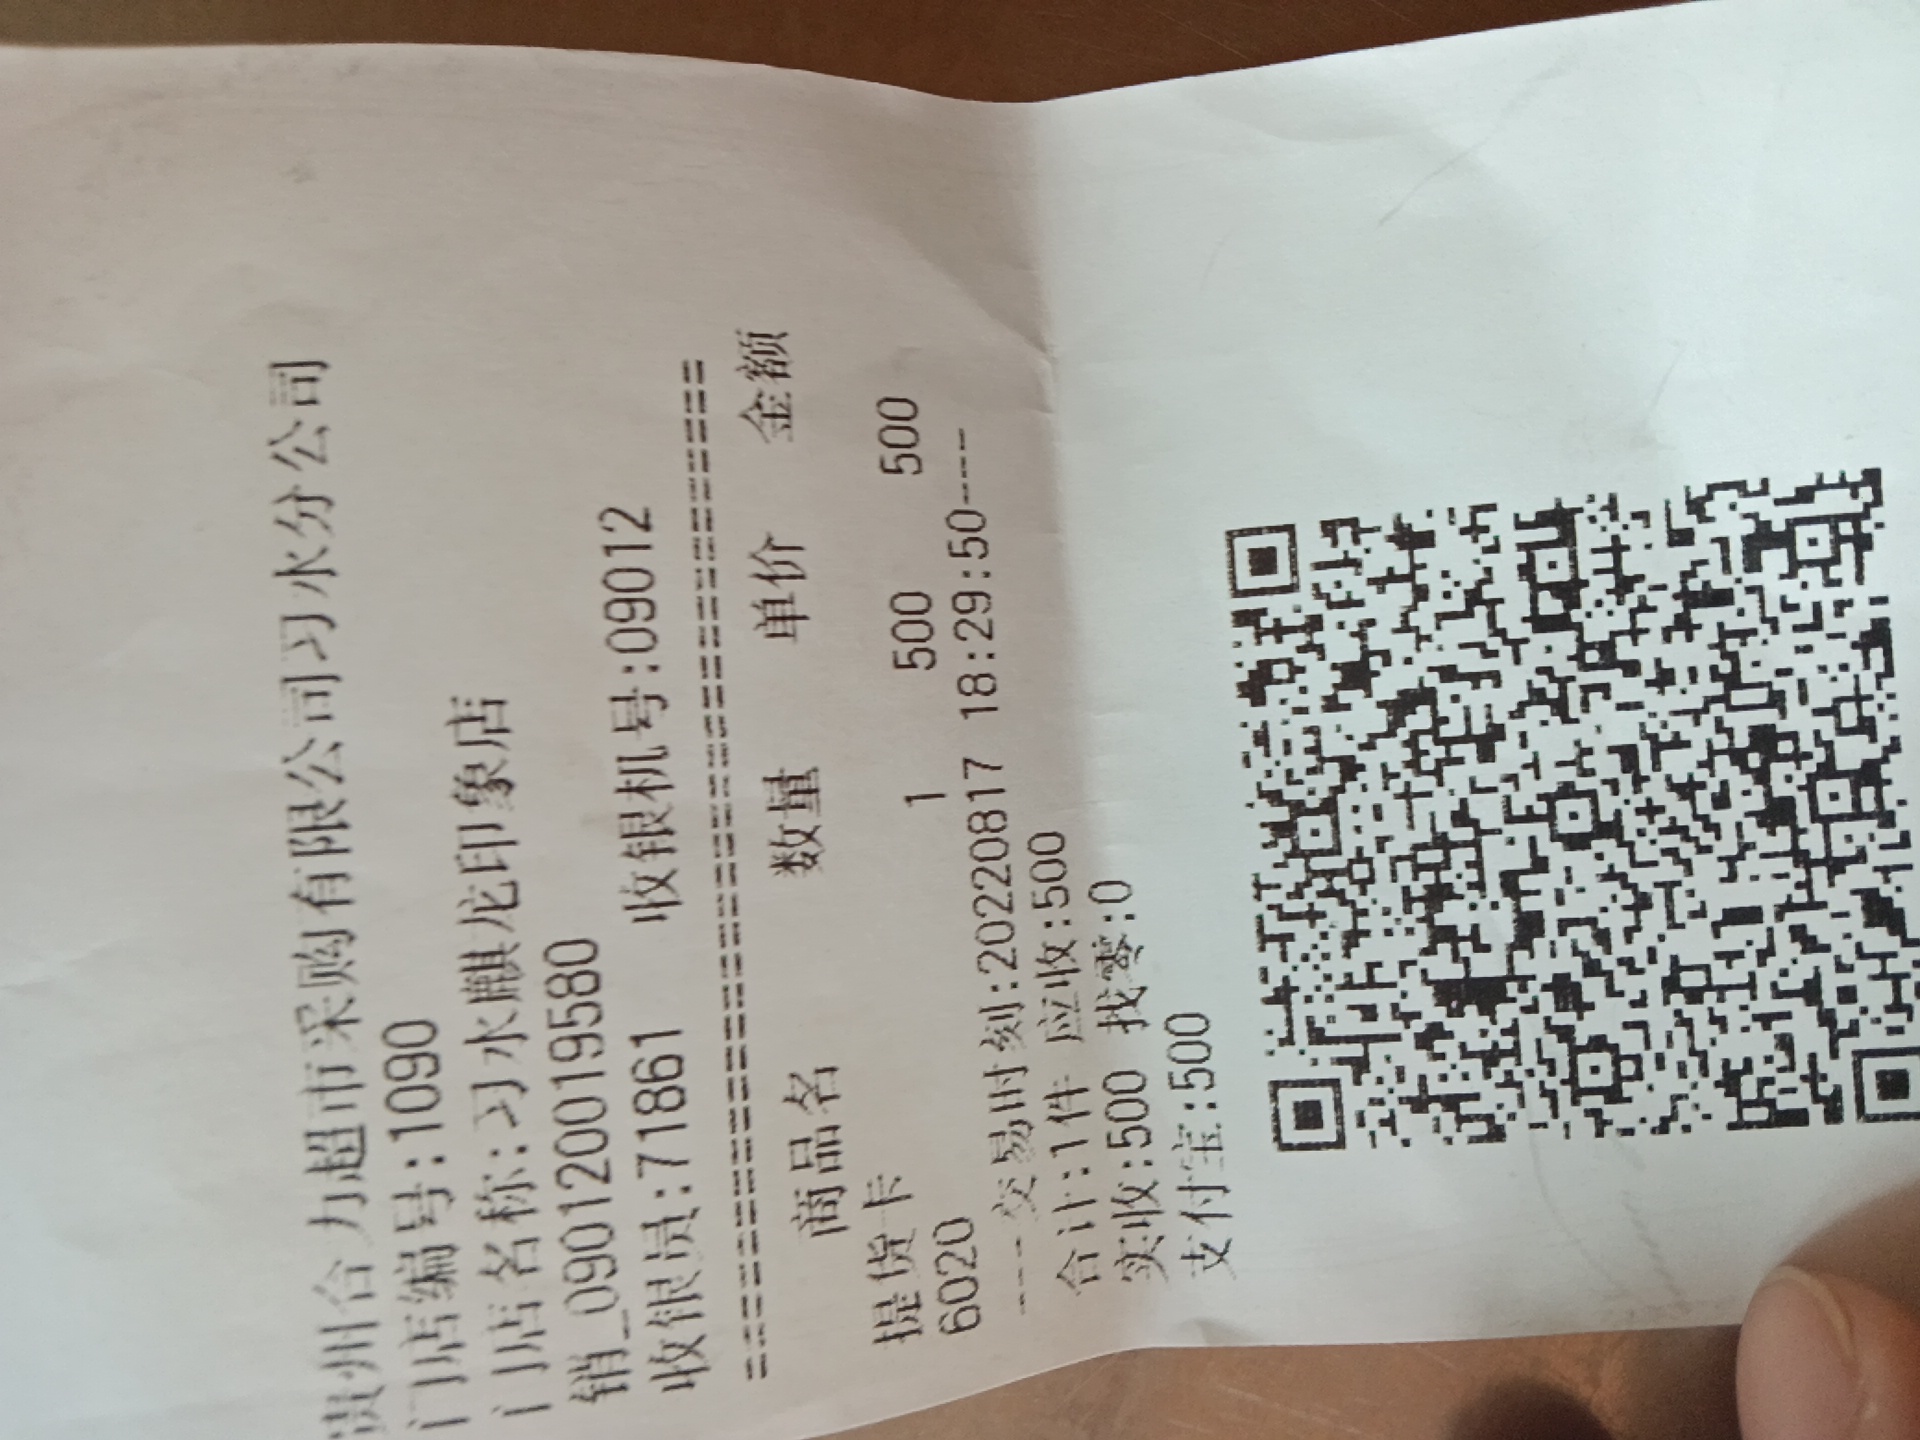 贵州合力超市采购有限公司习水分公司
门店编号:1090
门店名称:习水麒龙印象店
销_090120019580
收银员:71861 收银机号:09012
================================
商品名 数量 单价 金额
提货卡
6020 1 500 500
----交易时刻:20220817 18:29:50----
合计:1件 应收:500
实收:500 找零:0
支付宝:500